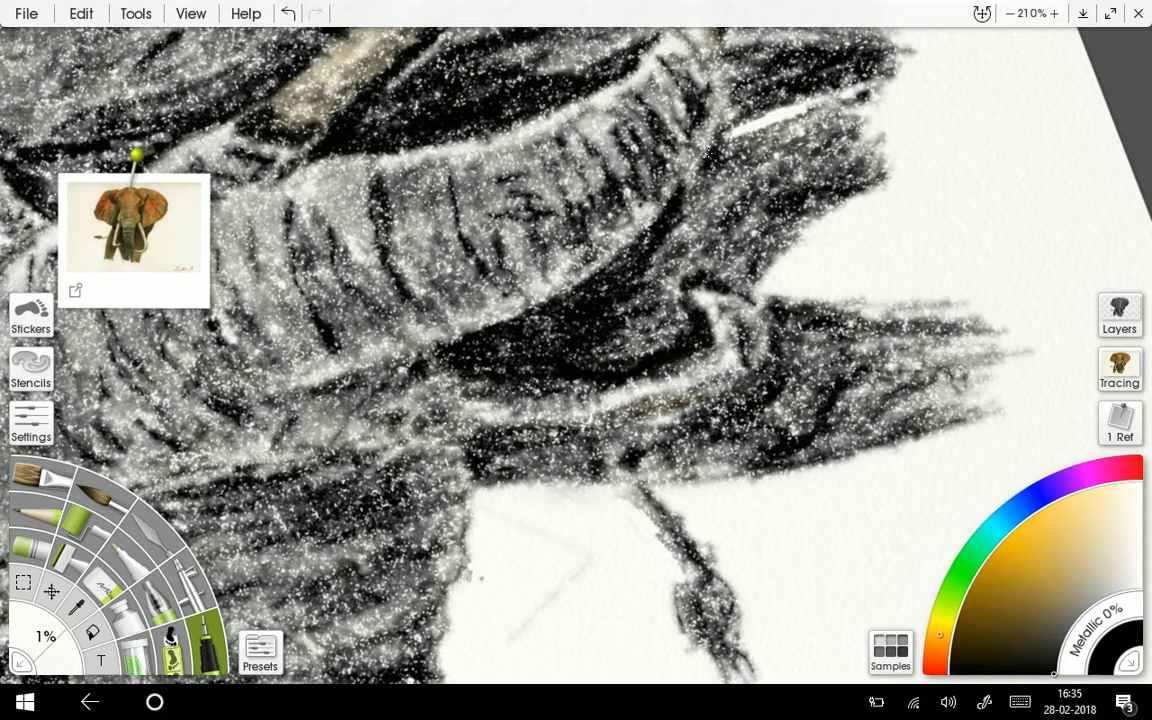 File Edit Tools View Help
210%
Stickers
Stencils
Settings
Layers
Tracing
1 Ref
1%
T
Presets
Samples
Metallic 0%
16:35
28-02-2018
3